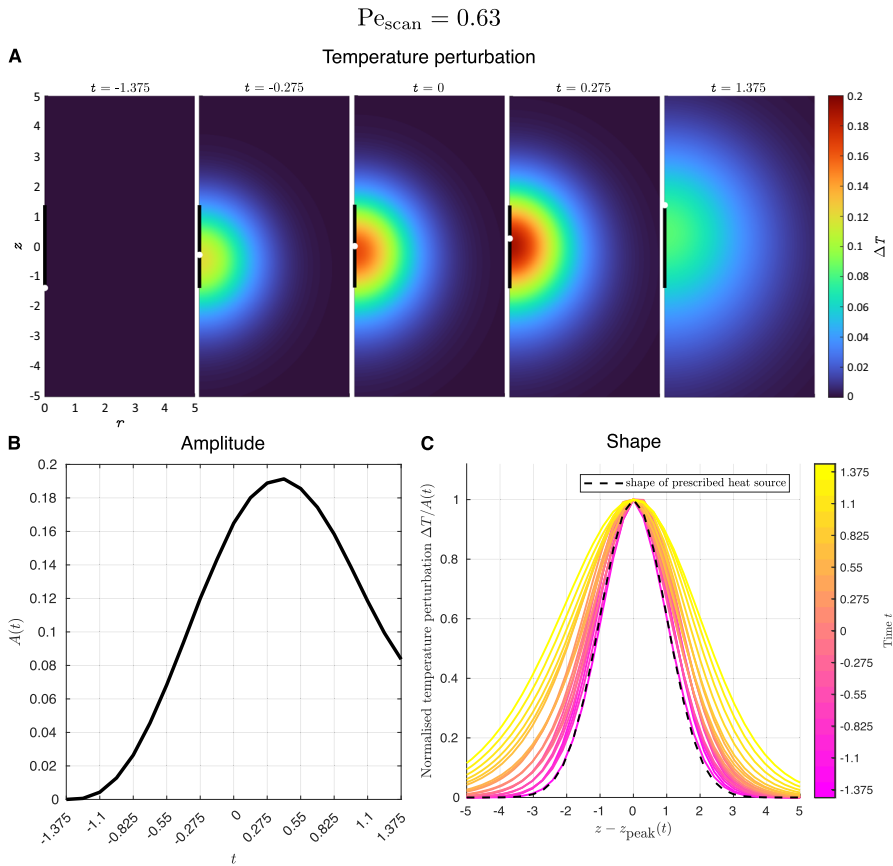 Pe_scan = 0.63
A
Temperature perturbation
t = -1.375
t = -0.275
t = 0
t = 0.275
t = 1.375
5
4
3
2
1
0
-1
-2
-3
-4
-5
z
0 1 2 3 4 5
r
0.2
0.18
0.16
0.14
0.12
0.1
0.08
0.06
0.04
0.02
0
ΔT
B
Amplitude
0.2
0.18
0.16
0.14
0.12
0.1
0.08
0.06
0.04
0.02
0
A(t)
-1.375 -1.1 -0.825 -0.55 -0.275 0 0.275 0.55 0.825 1.1 1.375
t
C
Shape
shape of prescribed heat source
1
0.8
0.6
0.4
0.2
0
Normalised temperature perturbation ΔT/A(t)
-5 -4 -3 -2 -1 0 1 2 3 4 5
z − z_peak(t)
1.375
1.1
0.825
0.55
0.275
0
-0.275
-0.55
-0.825
-1.1
-1.375
Time t